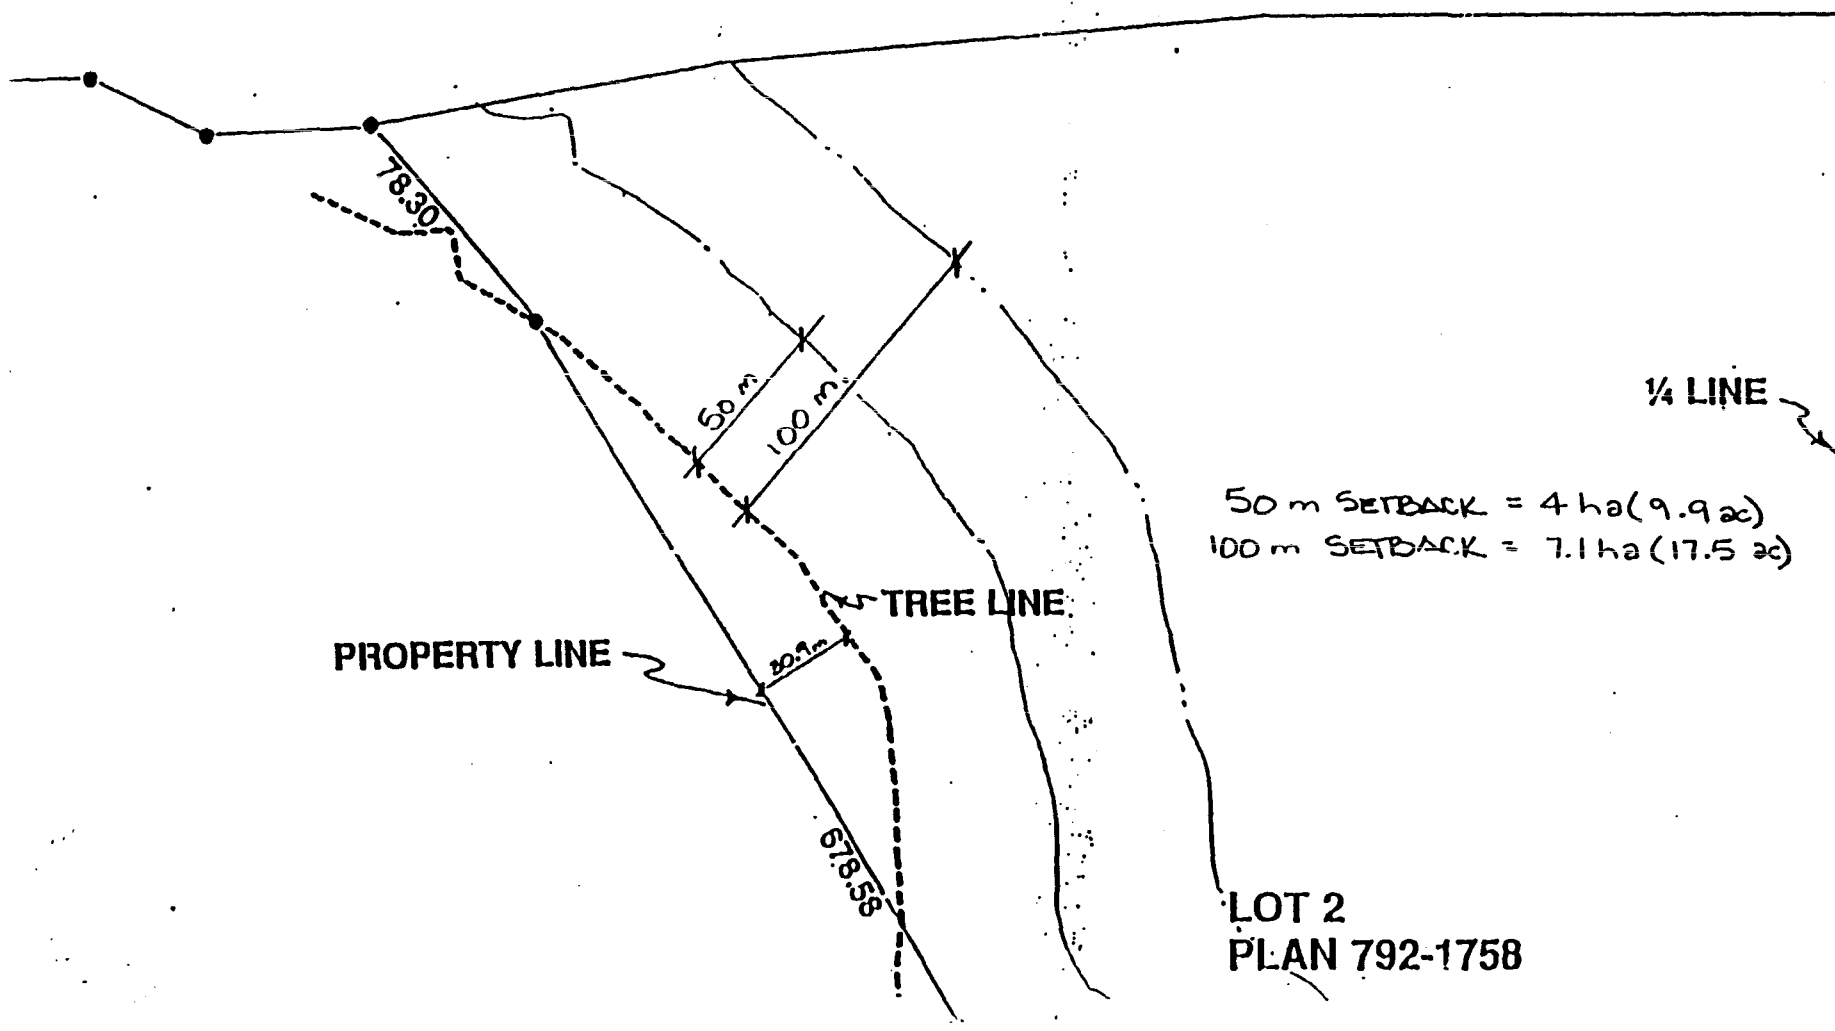 78.30
50 m
100 m
¼ LINE
50 m SETBACK = 4 ha (9.9 ac)
100 m SETBACK = 7.1 ha (17.5 ac)
TREE LINE
PROPERTY LINE
30.9 m
678.58
LOT 2
PLAN 792-1758